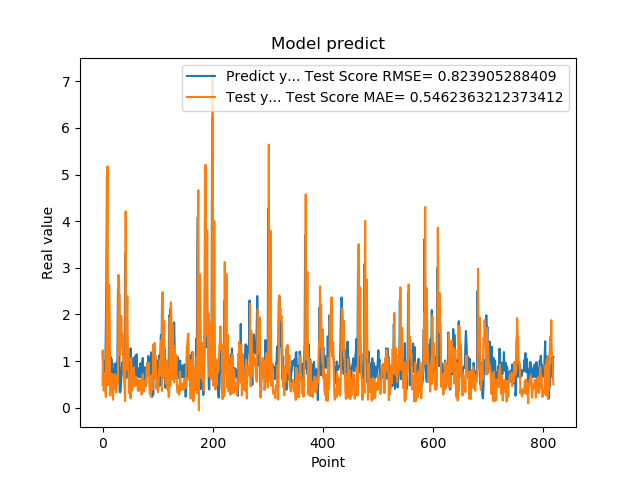 Model predict
Predict y... Test Score RMSE= 0.823905288409
Test y... Test Score MAE= 0.5462363212373412
Real value
7
6
5
4
3
2
1
0
0 200 400 600 800
Point